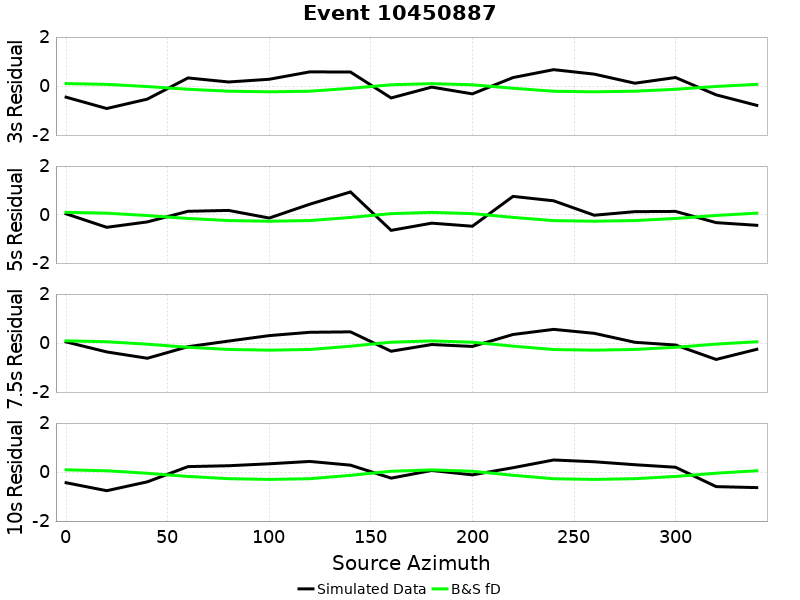 Event 10450887
3s Residual
2
0
-2
5s Residual
2
0
-2
7.5s Residual
2
0
-2
10s Residual
2
0
-2
0 50 100 150 200 250 300
Source Azimuth
Simulated Data B&S fD